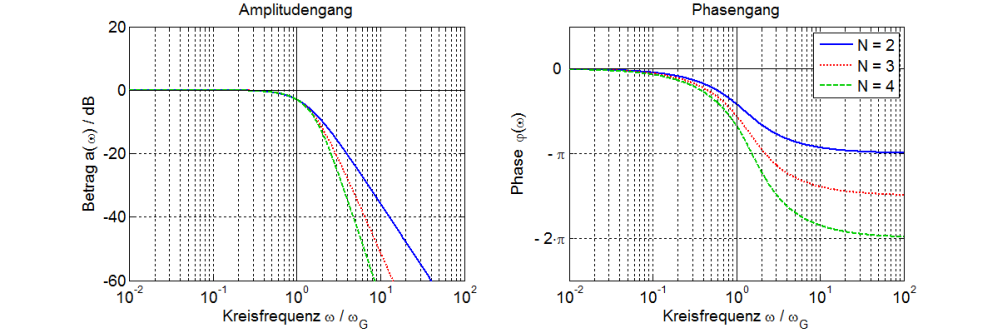 Amplitudengang
Betrag a(ω) / dB
20
0
-20
-40
-60
10^-2
10^-1
10^0
10^1
10^2
Kreisfrequenz ω / ω_G
Phasengang
Phase φ(ω)
0
- π
- 2·π
10^-2
10^-1
10^0
10^1
10^2
Kreisfrequenz ω / ω_G
N = 2
N = 3
N = 4